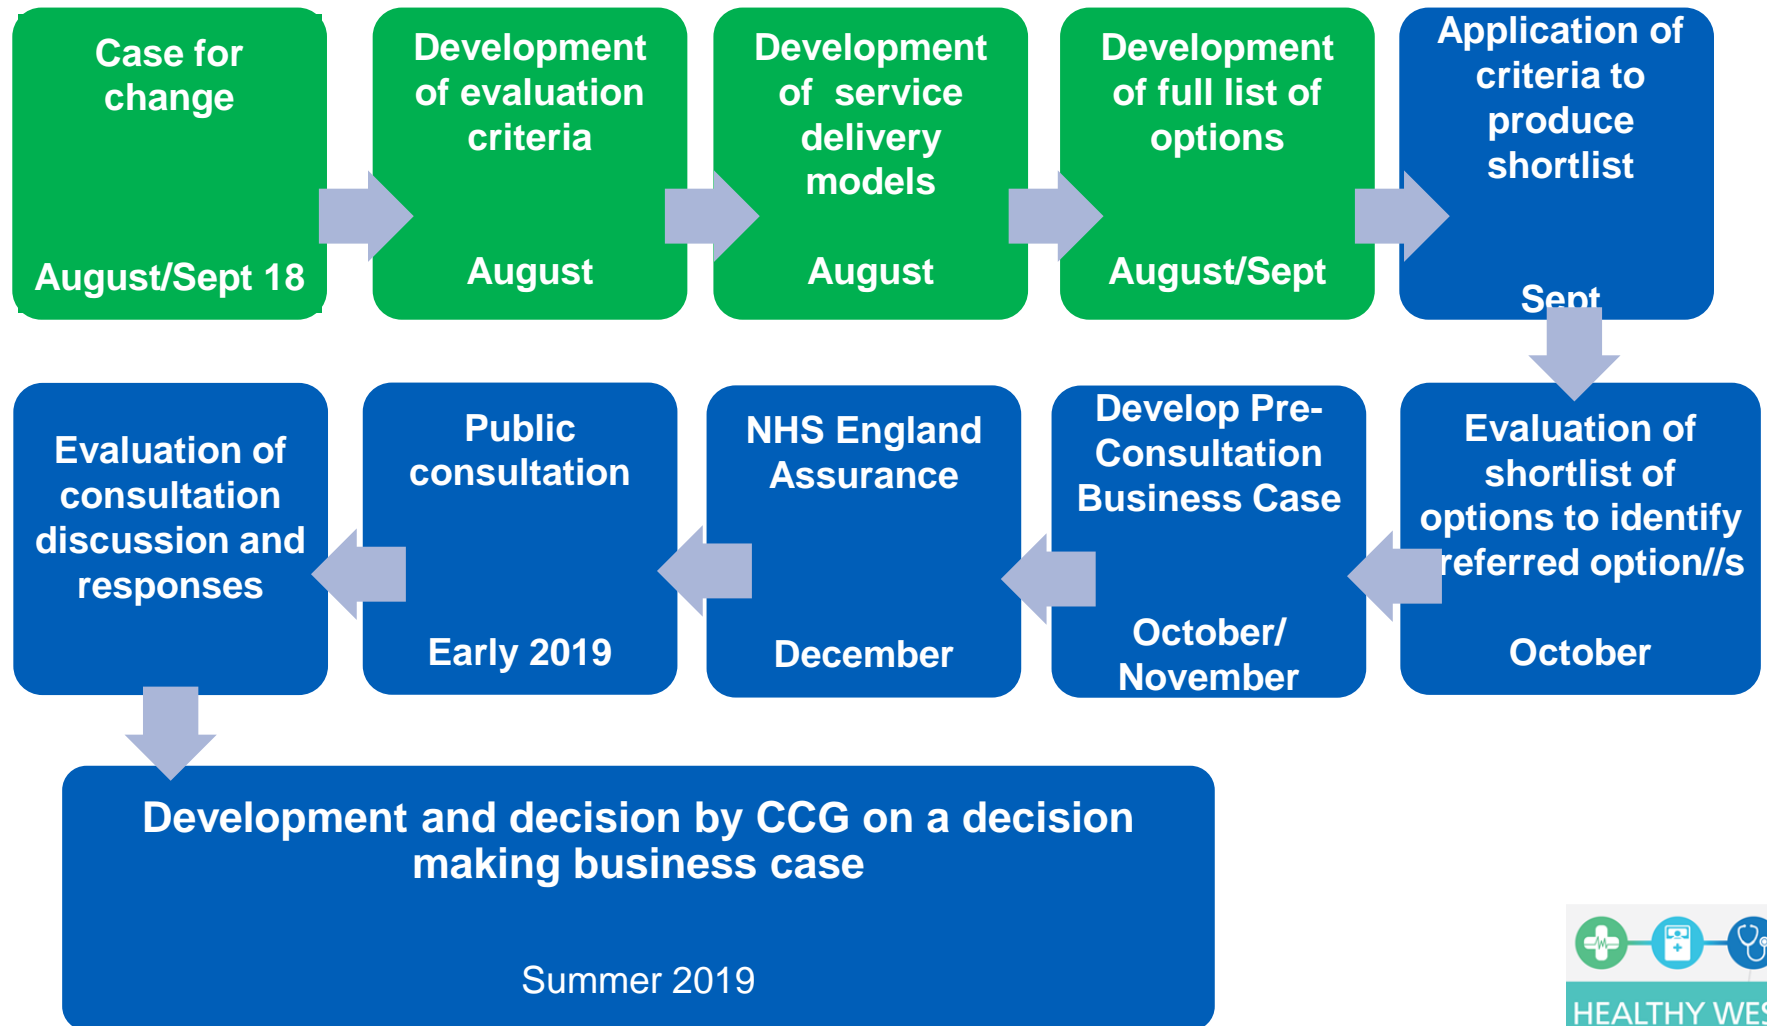 Case for
change
August/Sept 18
Development
of evaluation
criteria
August
Development
of service
delivery
models
August
Development
of full list of
options
August/Sept
Application of
criteria to
produce
shortlist
Sept
Evaluation of
shortlist of
options to identify
referred option//s
October
Develop Pre-
Consultation
Business Case
October/
November
NHS England
Assurance
December
Public
consultation
Early 2019
Evaluation of
consultation
discussion and
responses
Development and decision by CCG on a decision
making business case
Summer 2019
HEALTHY